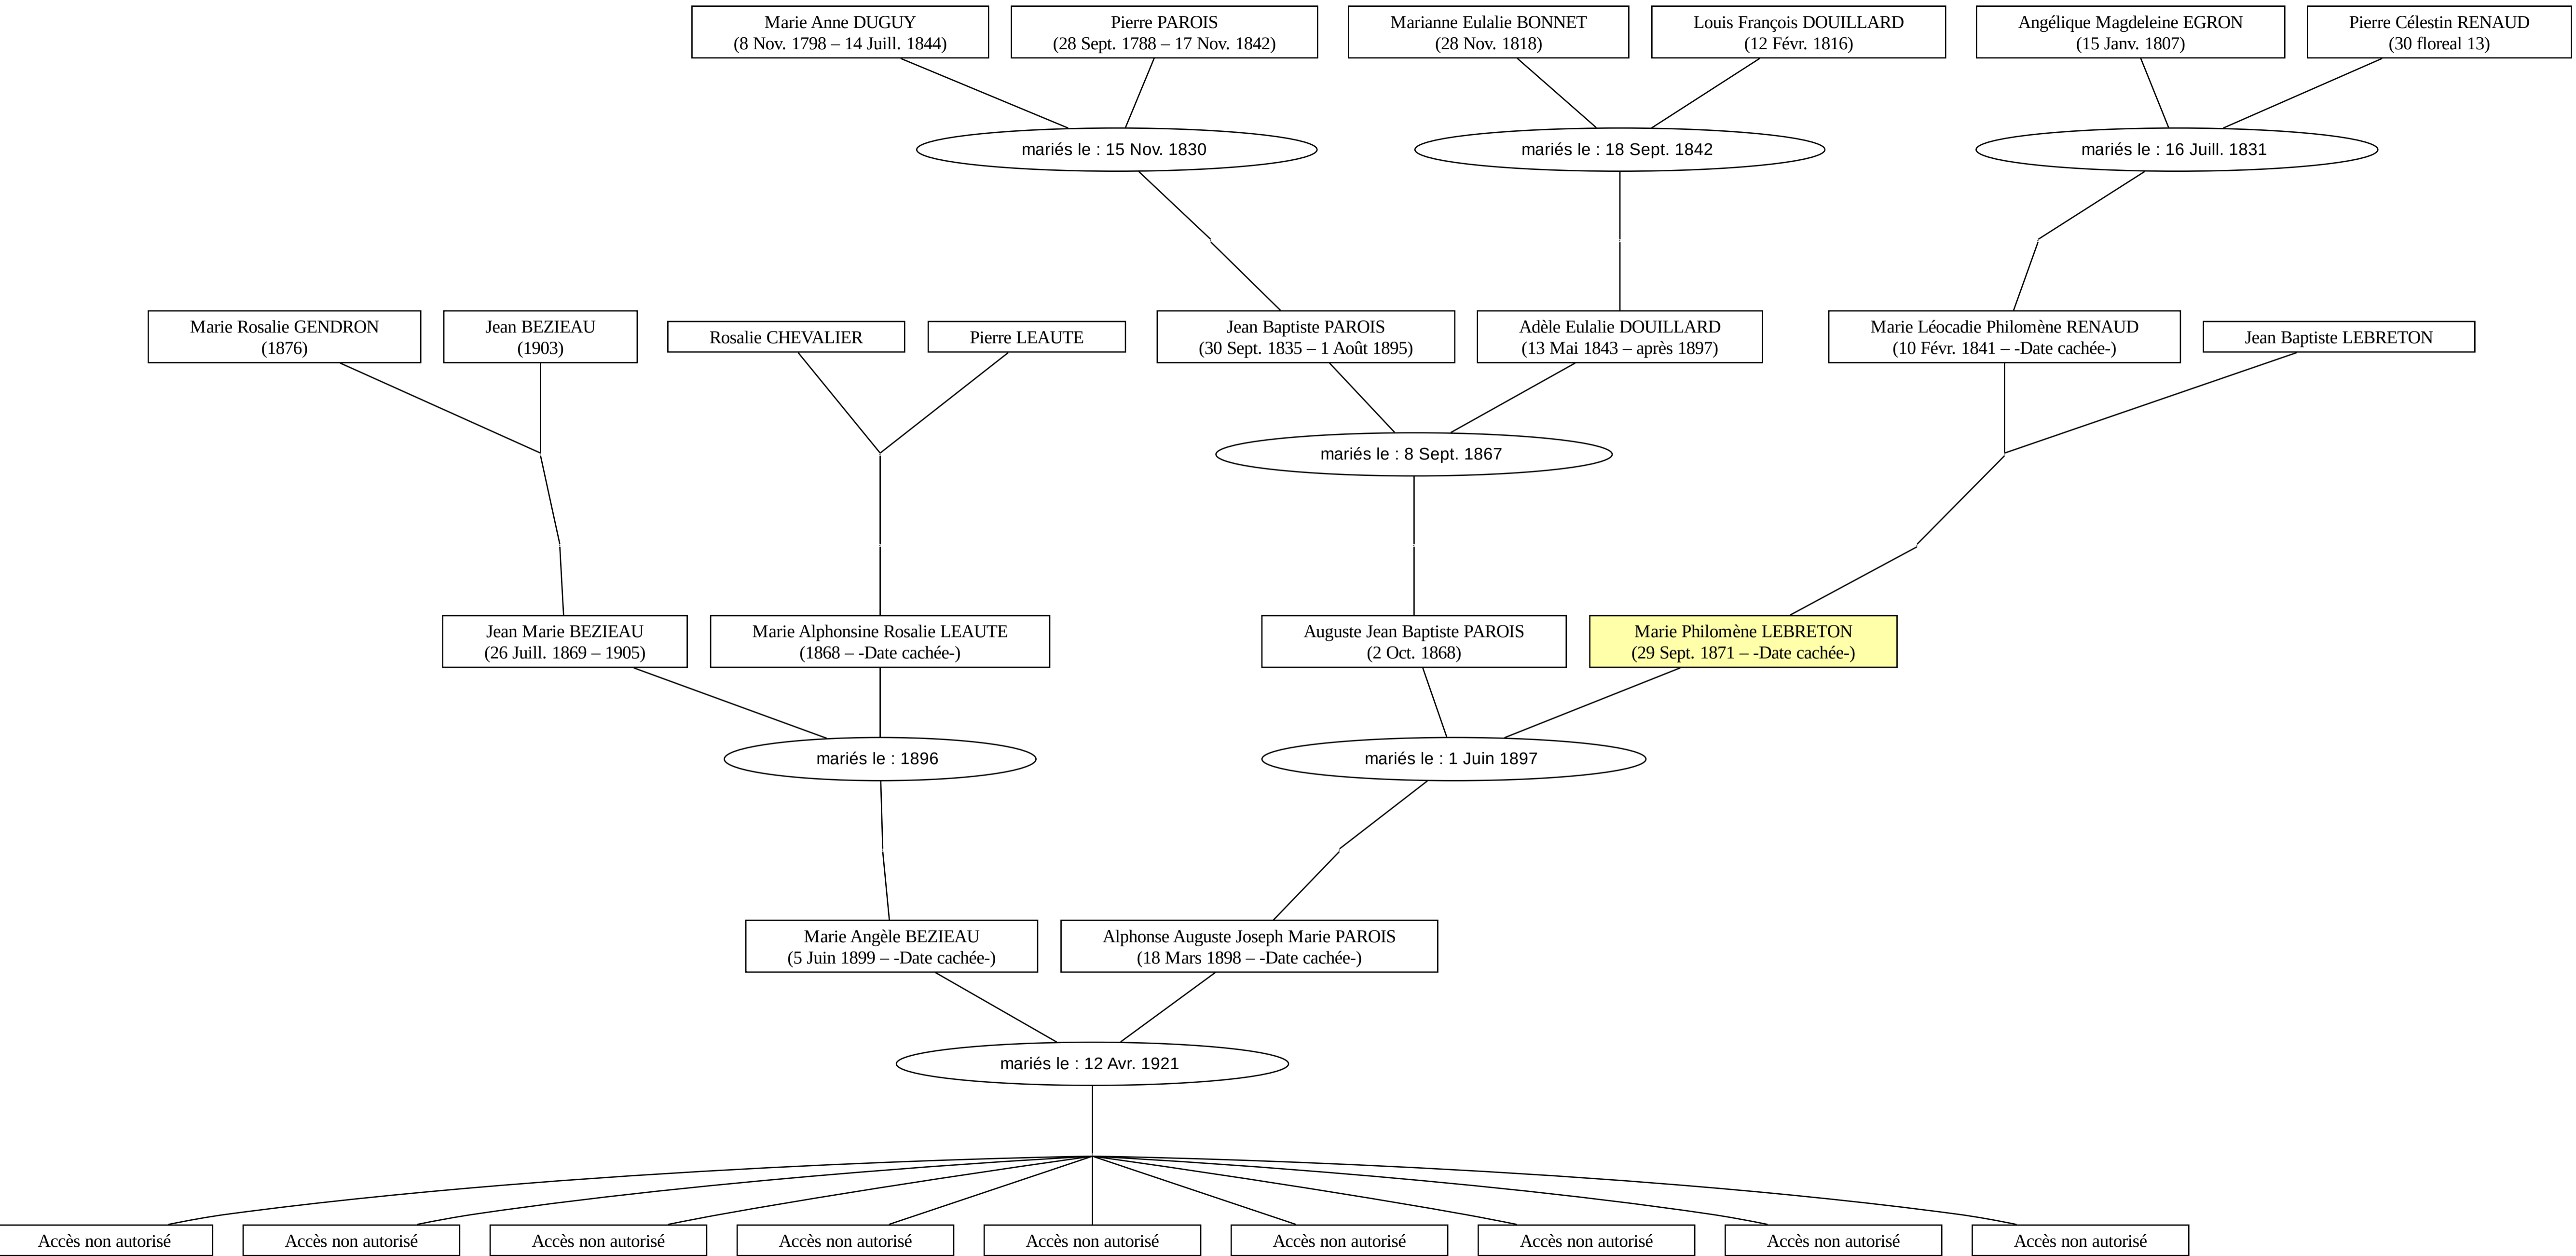 Marie Anne DUGUY
(8 Nov. 1798 – 14 Juill. 1844)
Pierre PAROIS
(28 Sept. 1788 – 17 Nov. 1842)
Marianne Eulalie BONNET
(28 Nov. 1818)
Louis François DOUILLARD
(12 Févr. 1816)
Angélique Magdeleine EGRON
(15 Janv. 1807)
Pierre Célestin RENAUD
(30 floreal 13)
mariés le : 15 Nov. 1830
mariés le : 18 Sept. 1842
mariés le : 16 Juill. 1831
Marie Rosalie GENDRON
(1876)
Jean BEZIEAU
(1903)
Rosalie CHEVALIER
Pierre LEAUTE
Jean Baptiste PAROIS
(30 Sept. 1835 – 1 Août 1895)
Adèle Eulalie DOUILLARD
(13 Mai 1843 – après 1897)
Marie Léocadie Philomène RENAUD
(10 Févr. 1841 – -Date cachée-)
Jean Baptiste LEBRETON
mariés le : 8 Sept. 1867
Jean Marie BEZIEAU
(26 Juill. 1869 – 1905)
Marie Alphonsine Rosalie LEAUTE
(1868 – -Date cachée-)
Auguste Jean Baptiste PAROIS
(2 Oct. 1868)
Marie Philomène LEBRETON
(29 Sept. 1871 – -Date cachée-)
mariés le : 1896
mariés le : 1 Juin 1897
Marie Angèle BEZIEAU
(5 Juin 1899 – -Date cachée-)
Alphonse Auguste Joseph Marie PAROIS
(18 Mars 1898 – -Date cachée-)
mariés le : 12 Avr. 1921
Accès non autorisé
Accès non autorisé
Accès non autorisé
Accès non autorisé
Accès non autorisé
Accès non autorisé
Accès non autorisé
Accès non autorisé
Accès non autorisé